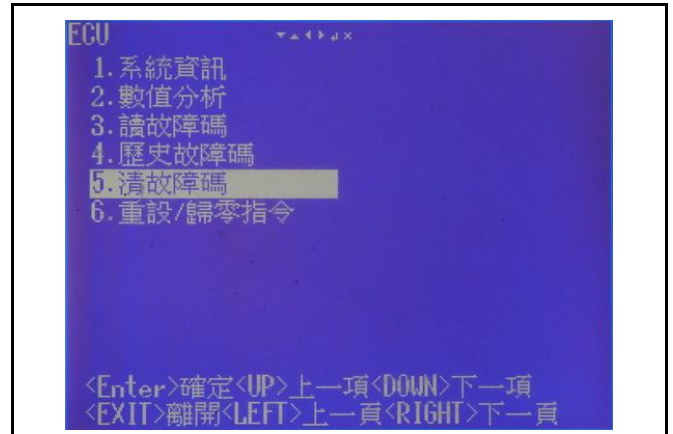 ECU ▼▲◀▶↲×
1.系統資訊
2.數值分析
3.讀故障碼
4.歷史故障碼
5.清故障碼
6.重設/歸零指令
<Enter>確定<UP>上一項<DOWN>下一項
<EXIT>離開<LEFT>上一頁<RIGHT>下一頁